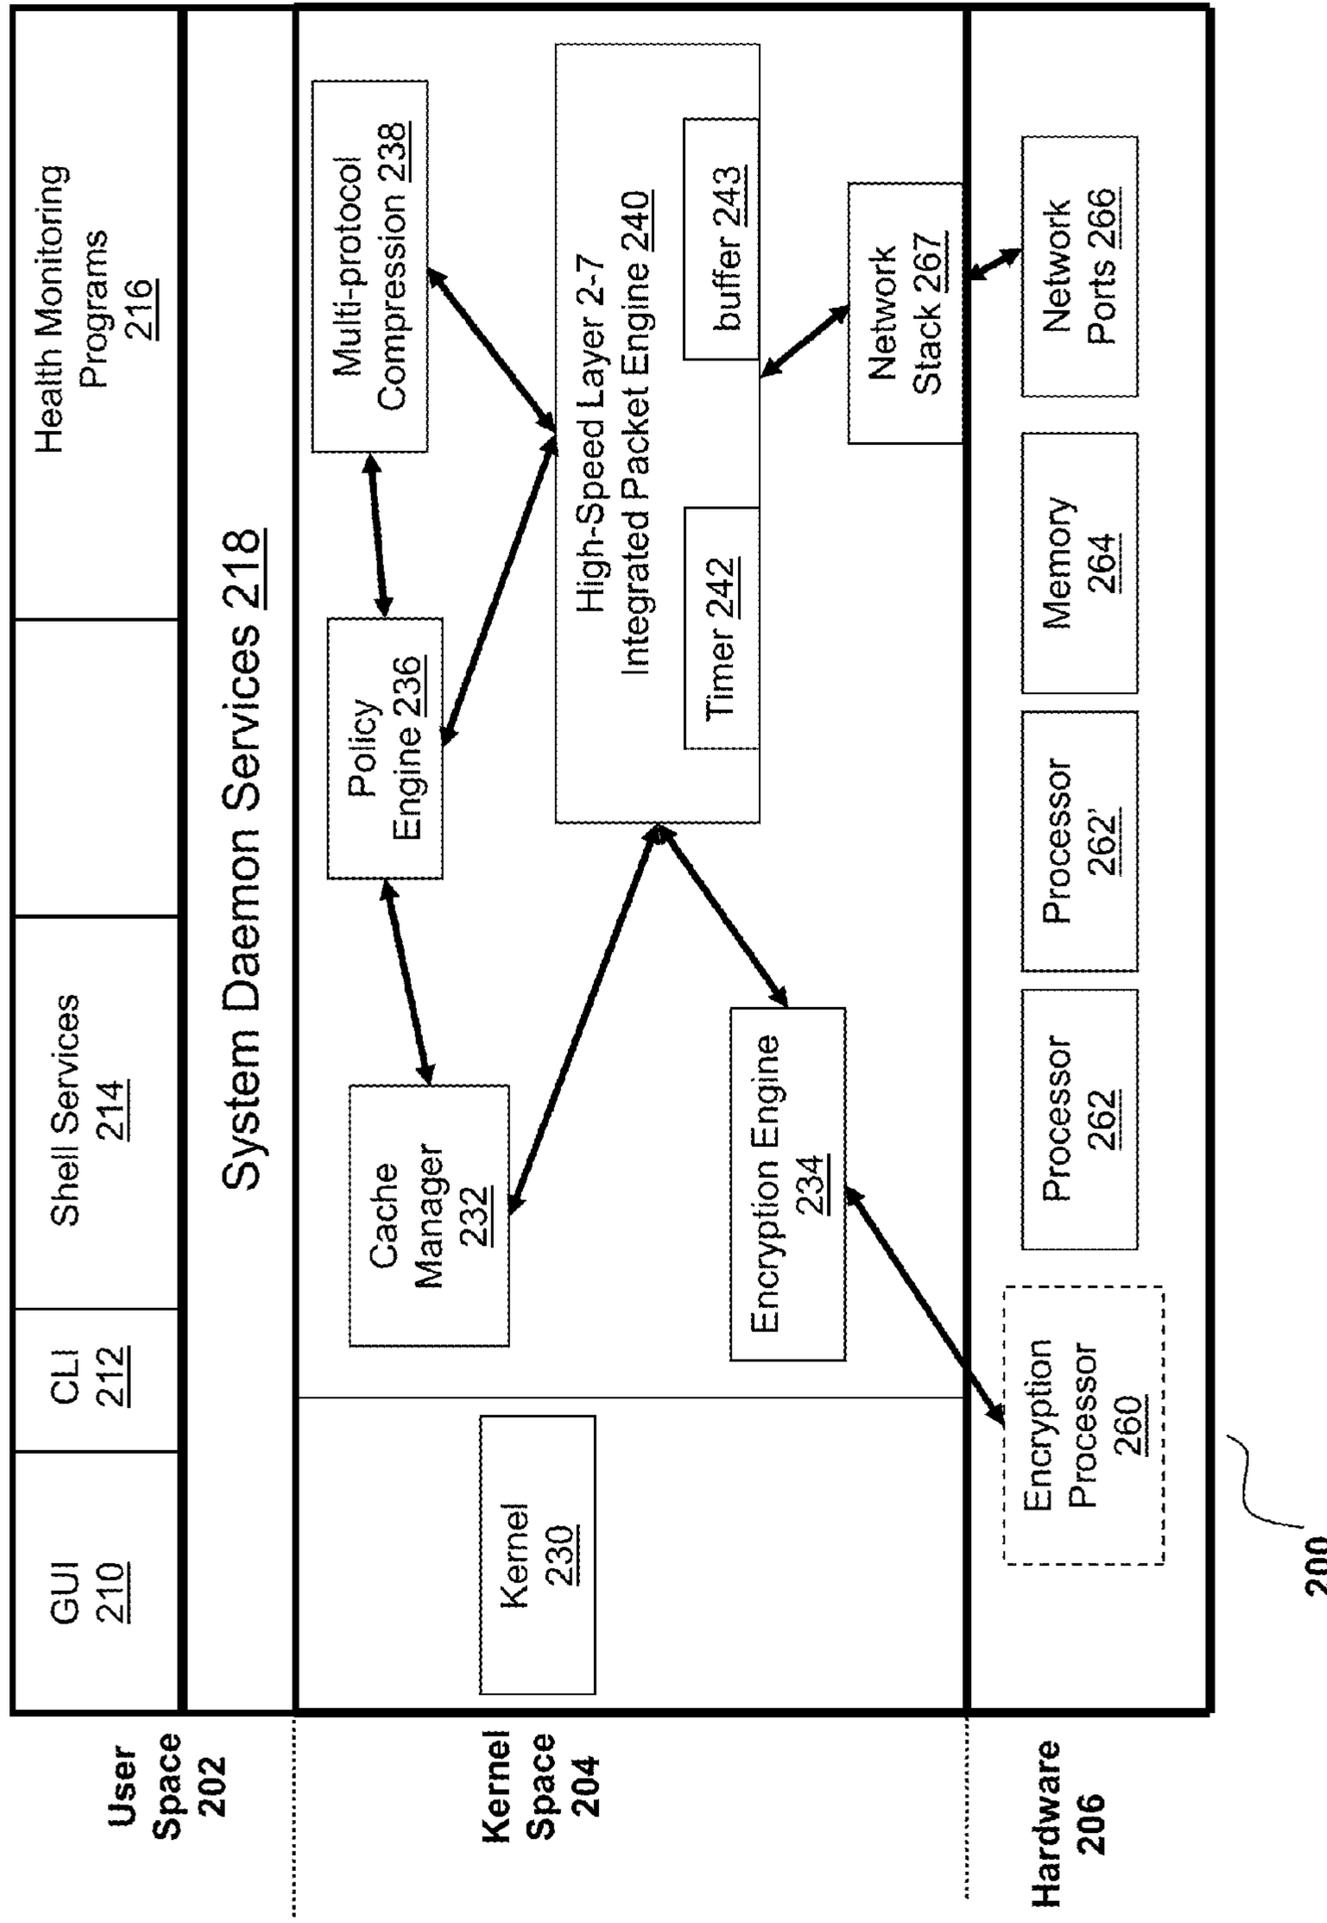 User
Space
202
GUI
210
CLI
212
Shell Services
214
Health Monitoring
Programs
216
System Daemon Services 218
Kernel
Space
204
Kernel
230
Cache
Manager
232
Policy
Engine 236
Multi-protocol
Compression 238
High-Speed Layer 2-7
Integrated Packet Engine 240
Timer 242
buffer 243
Encryption Engine
234
Network
Stack 267
Hardware
206
Encryption
Processor
260
Processor
262
Processor
262'
Memory
264
Network
Ports 266
200